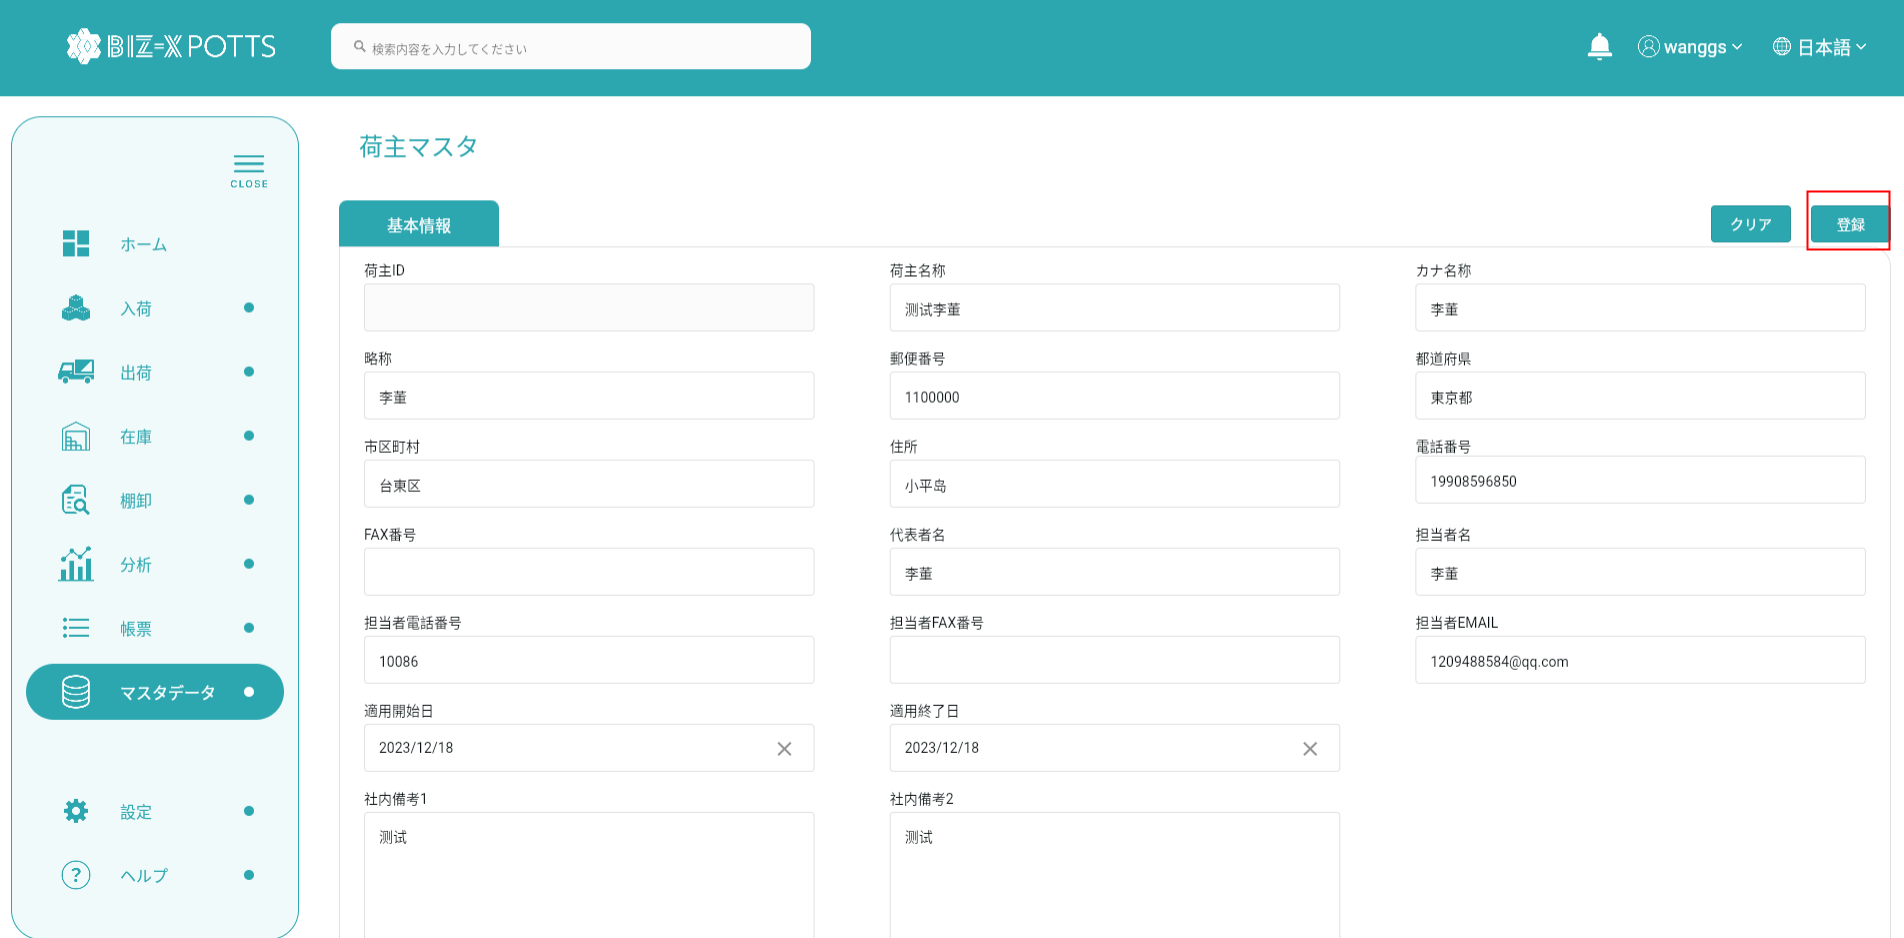 BIZ=X POTTS
検索内容を入力してください
wanggs
日本語
CLOSE
ホーム
入荷
出荷
在庫
棚卸
分析
帳票
マスタデータ
設定
ヘルプ
荷主マスタ
基本情報
クリア
登録
荷主ID
荷主名称
测试李董
カナ名称
李董
略称
李董
郵便番号
1100000
都道府県
東京都
市区町村
台東区
住所
小平岛
電話番号
19908596850
FAX番号
代表者名
李董
担当者名
李董
担当者電話番号
10086
担当者FAX番号
担当者EMAIL
1209488584@qq.com
適用開始日
2023/12/18
適用終了日
2023/12/18
社内備考1
测试
社内備考2
测试